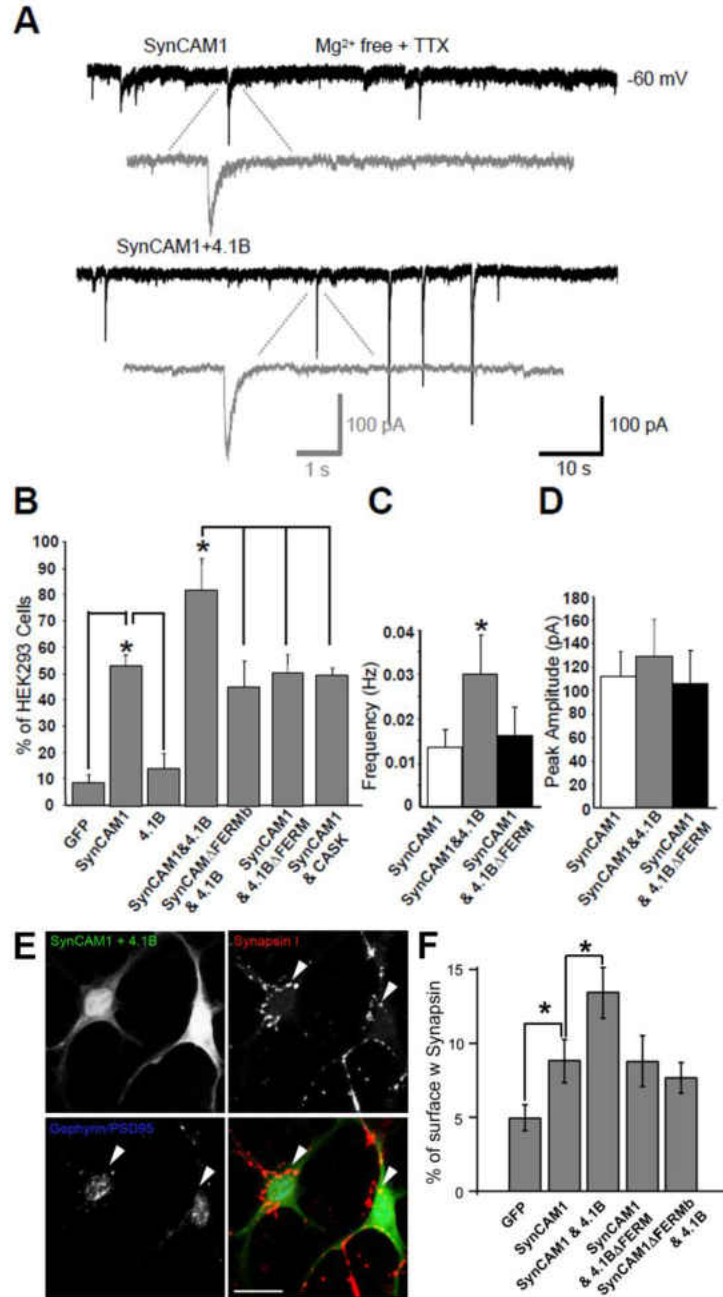 A
SynCAM1
Mg2+ free + TTX
-60 mV
SynCAM1+4.1B
100 pA
1 s
100 pA
10 s
B
% of HEK293 Cells
100
90
80
70
60
50
40
30
20
10
0
*
*
GFP
SynCAM1
4.1B
SynCAM1&4.1B
SynCAMΔFERMb
& 4.1B
SynCAM1
& 4.1BΔFERM
SynCAM1
& CASK
C
Frequency (Hz)
0.04
0.03
0.02
0.01
0
*
SynCAM1
SynCAM1&4.1B
SynCAM1
& 4.1BΔFERM
D
Peak Amplitude (pA)
180
160
140
120
100
80
60
40
20
0
SynCAM1
SynCAM1&4.1B
SynCAM1
& 4.1BΔFERM
E
SynCAM1 + 4.1B
Synapsin I
Gephyrin/PSD95
F
% of surface w Synapsin
15
10
5
0
*
*
GFP
SynCAM1
SynCAM1 & 4.1B
SynCAM1
& 4.1BΔFERM
SynCAM1ΔFERMb
& 4.1B